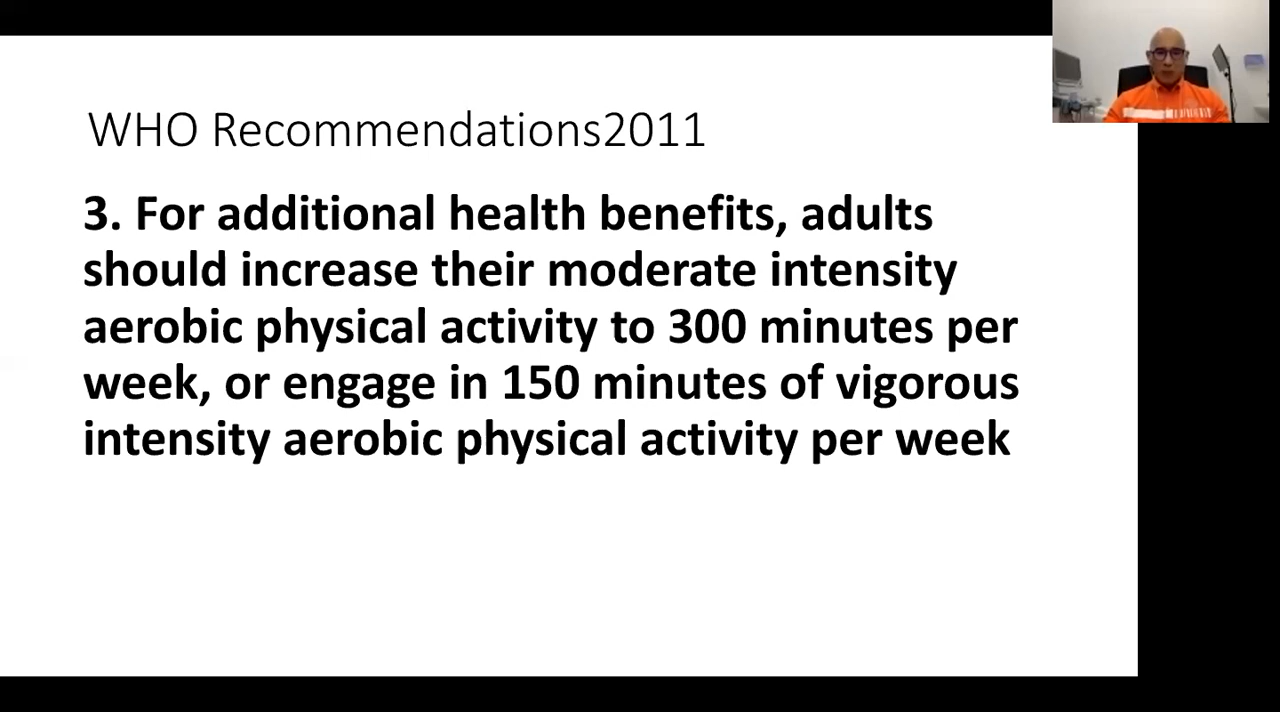 WHO Recommendations2011
3. For additional health benefits, adults
should increase their moderate intensity
aerobic physical activity to 300 minutes per
week, or engage in 150 minutes of vigorous
intensity aerobic physical activity per week